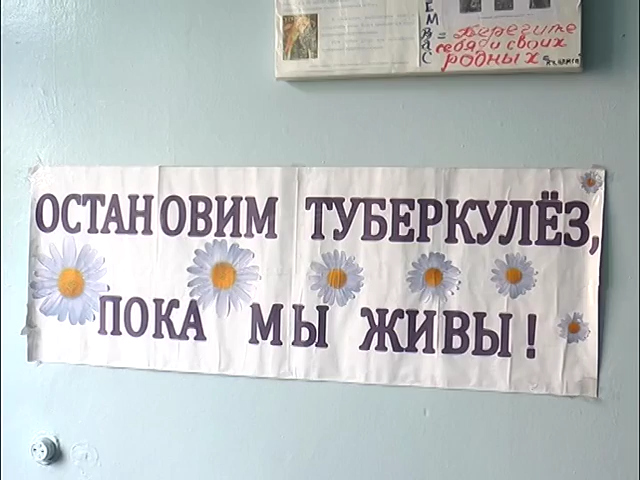 Берегите
себя и своих
родных
ОСТАНОВИМ ТУБЕРКУЛЁЗ,
ПОКА МЫ ЖИВЫ!